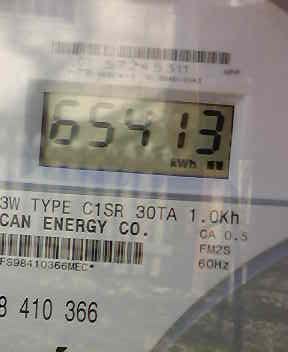 65413
kWh
3W TYPE C1SR 30TA 1.0Kh
CAN ENERGY CO.
CA 0.5
FM2S
60Hz
FS98410366MEC*
8 410 366